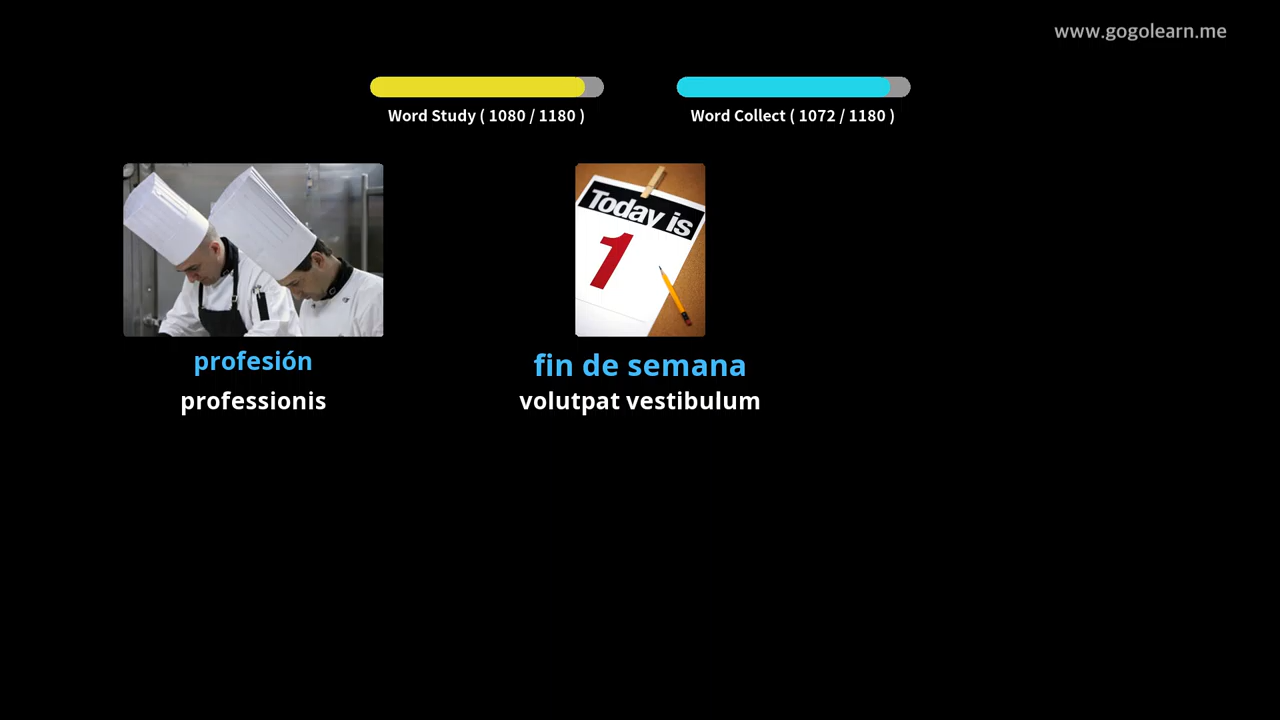 www.gogolearn.me
Word Study ( 1080 / 1180 )
Word Collect ( 1072 / 1180 )
Today is
1
profesión
fin de semana
professionis
volutpat vestibulum